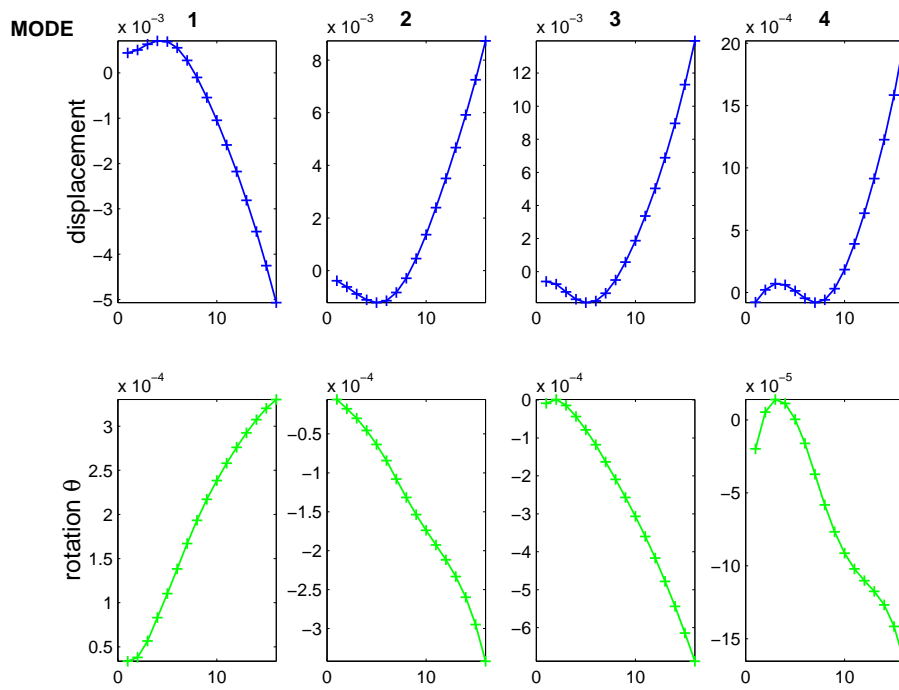 MODE
1 2 3 4
x 10−3 x 10−3 x 10−3 x 10−4
displacement
0 −1 −2 −3 −4 −5
0 10
8 6 4 2 0
10
12 10 8 6 4 2 0
0 10
20 15 10 5 0
0 10
x 10−4 x 10−4 x 10−4 x 10−5
rotation θ
3 2.5 2 1.5 1 0.5
0 10
−0.5 −1 −1.5 −2 −2.5 −3
0 10
0 −1 −2 −3 −4 −5 −6
0 10
0 −5 −10 −15
0 10